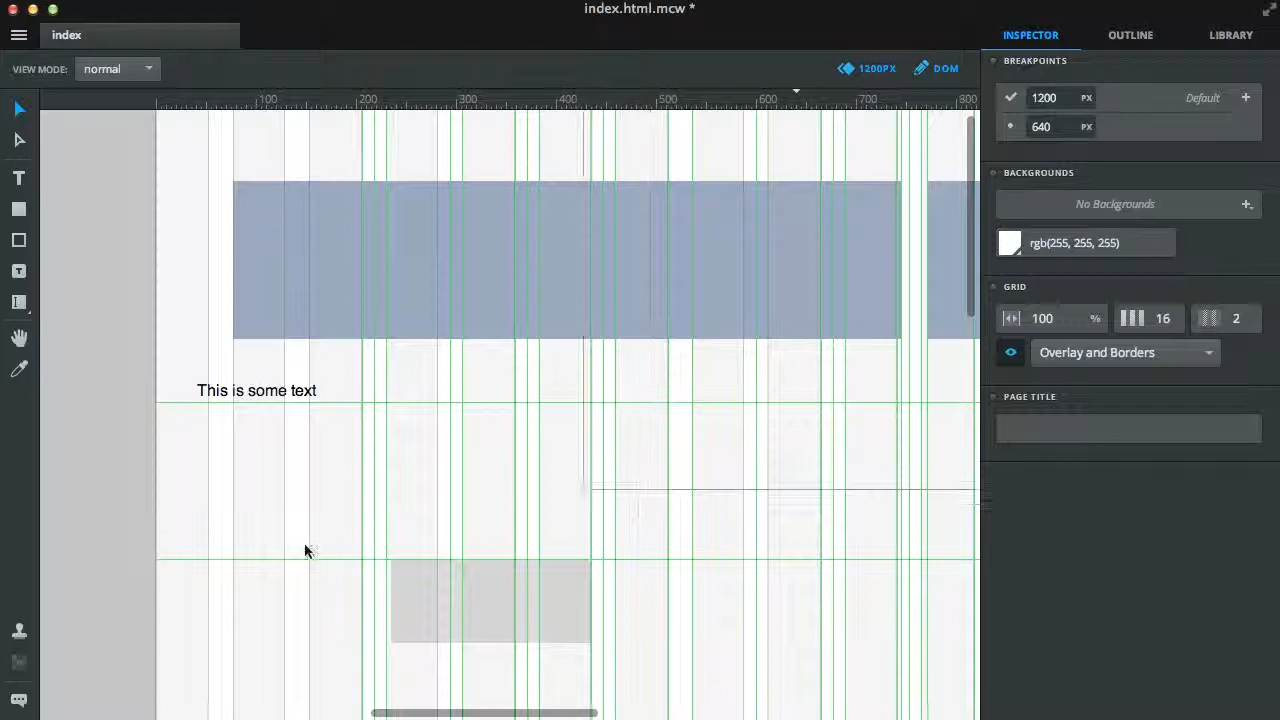 index.html.mcw *
index
INSPECTOR
OUTLINE
LIBRARY
VIEW MODE:
normal
1200PX
DOM
100
200
300
400
500
600
700
800
BREAKPOINTS
1200 PX Default
640 PX
BACKGROUNDS
No Backgrounds
rgb(255, 255, 255)
GRID
100 % 16 2
Overlay and Borders
PAGE TITLE
This is some text
T
T